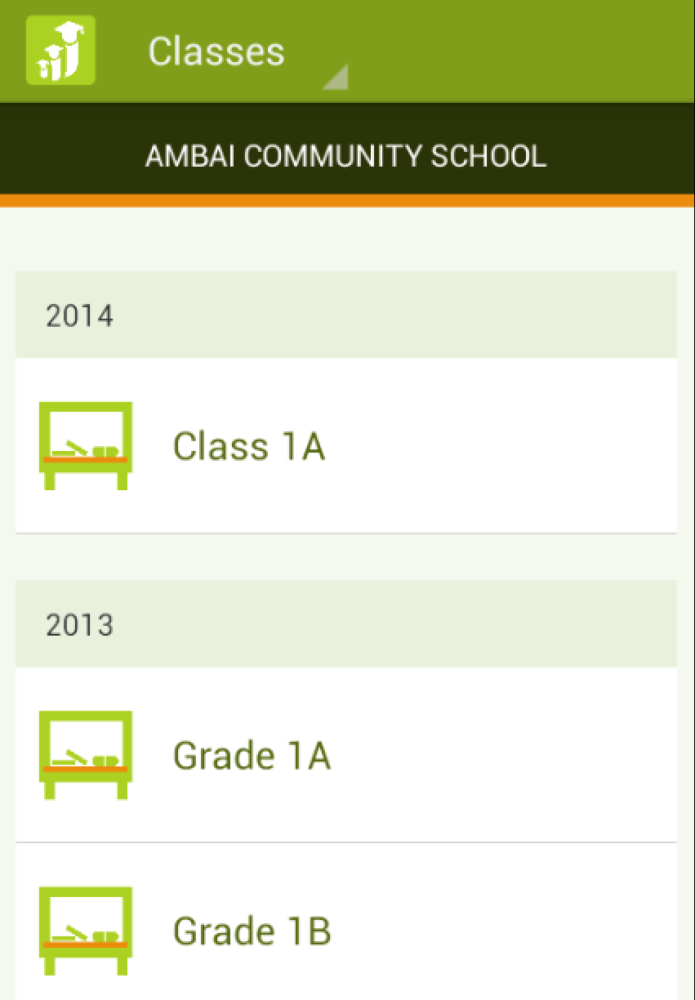 Classes
AMBAI COMMUNITY SCHOOL
2014
Class 1A
2013
Grade 1A
Grade 1B